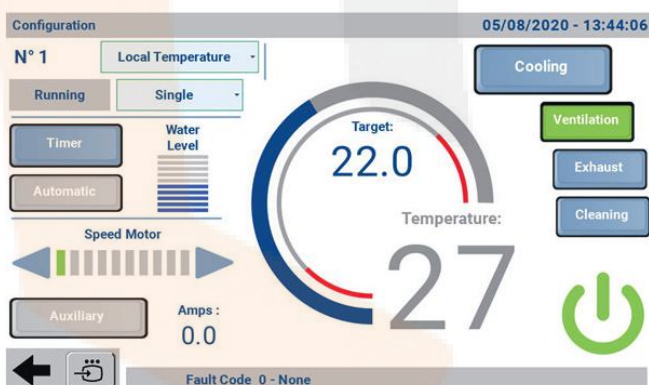 Configuration
05/08/2020 - 13:44:06
N° 1
Local Temperature
Running
Single
Cooling
Timer
Water
Level
Automatic
Target:
22.0
Ventilation
Exhaust
Cleaning
Temperature:
27
Speed Motor
Auxiliary
Amps :
0.0
Fault Code 0 - None